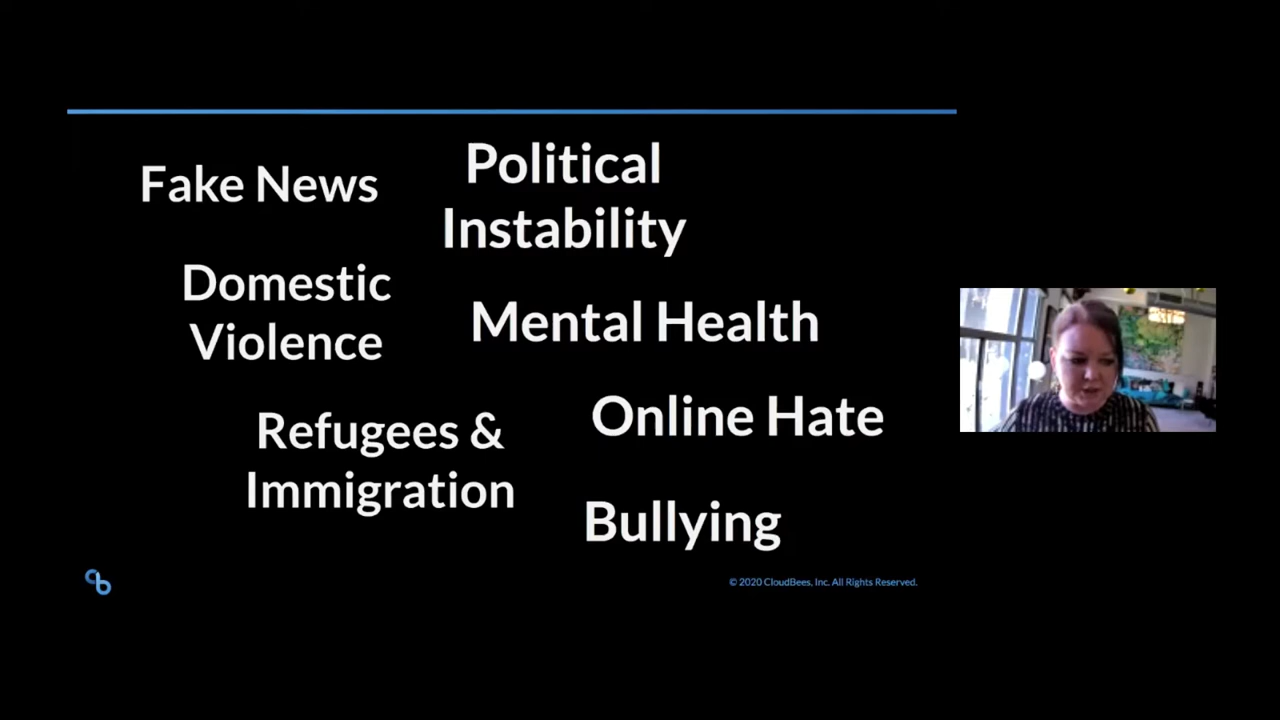 Fake News
Political
Instability
Domestic
Violence
Mental Health
Refugees &
Immigration
Online Hate
Bullying
© 2020 CloudBees, Inc. All Rights Reserved.